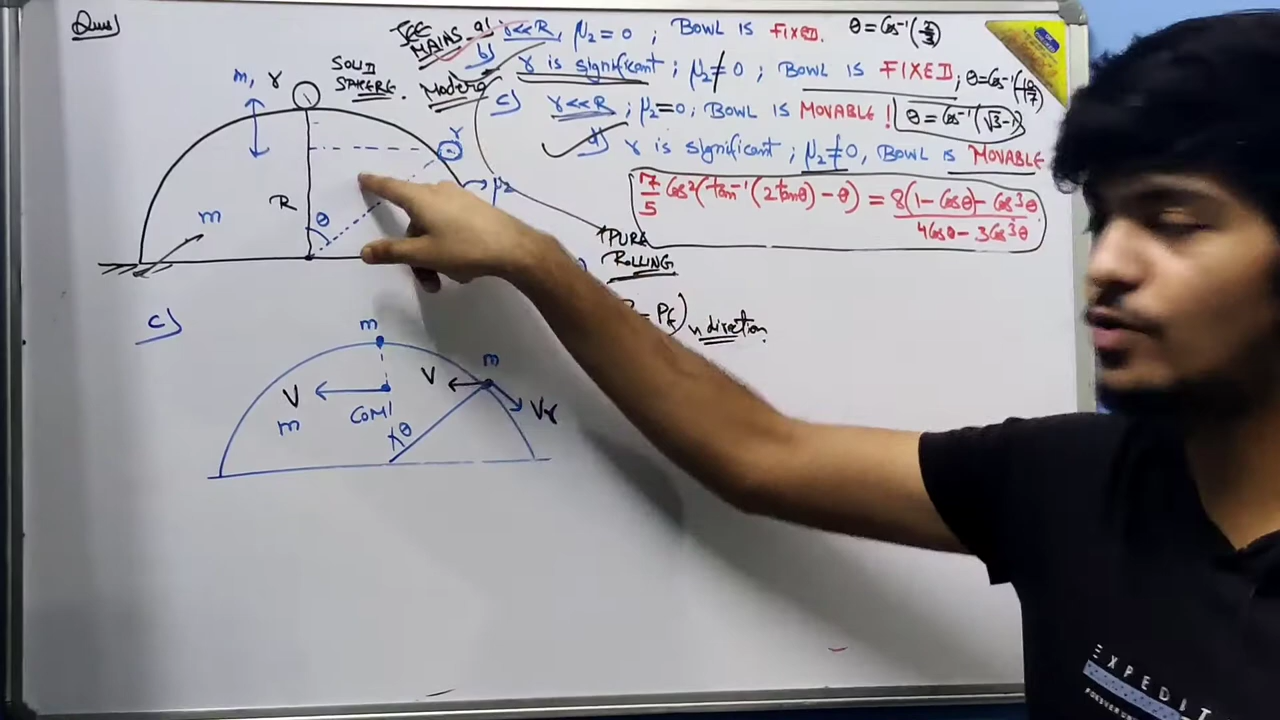 Ques
JEE
MAINS
a) r<<R, μ₂ = 0 ; BOWL IS FIXED. θ = Cos⁻¹(2/3)
b) r is significant ; μ₂ ≠ 0 ; BOWL IS FIXED ; θ = Cos⁻¹(10/17)
c) r<<R ; μ₂ = 0 ; BOWL IS MOVABLE ! θ = Cos⁻¹(√3-1)
d) r is significant ; μ₂ ≠ 0, BOWL IS MOVABLE
7/5 Cos²(tan⁻¹(2tanθ) - θ) = 8(1 - Cosθ) - Cos³θ / 4Cosθ - 3Cos³θ
m, r
SOLID
SPHERE.
r
μ₂
R
m
θ
PURE
ROLLING
= Pf) n direction.
c)
m
m
V
V
COM
m
θ
Vr
EXPEDIT